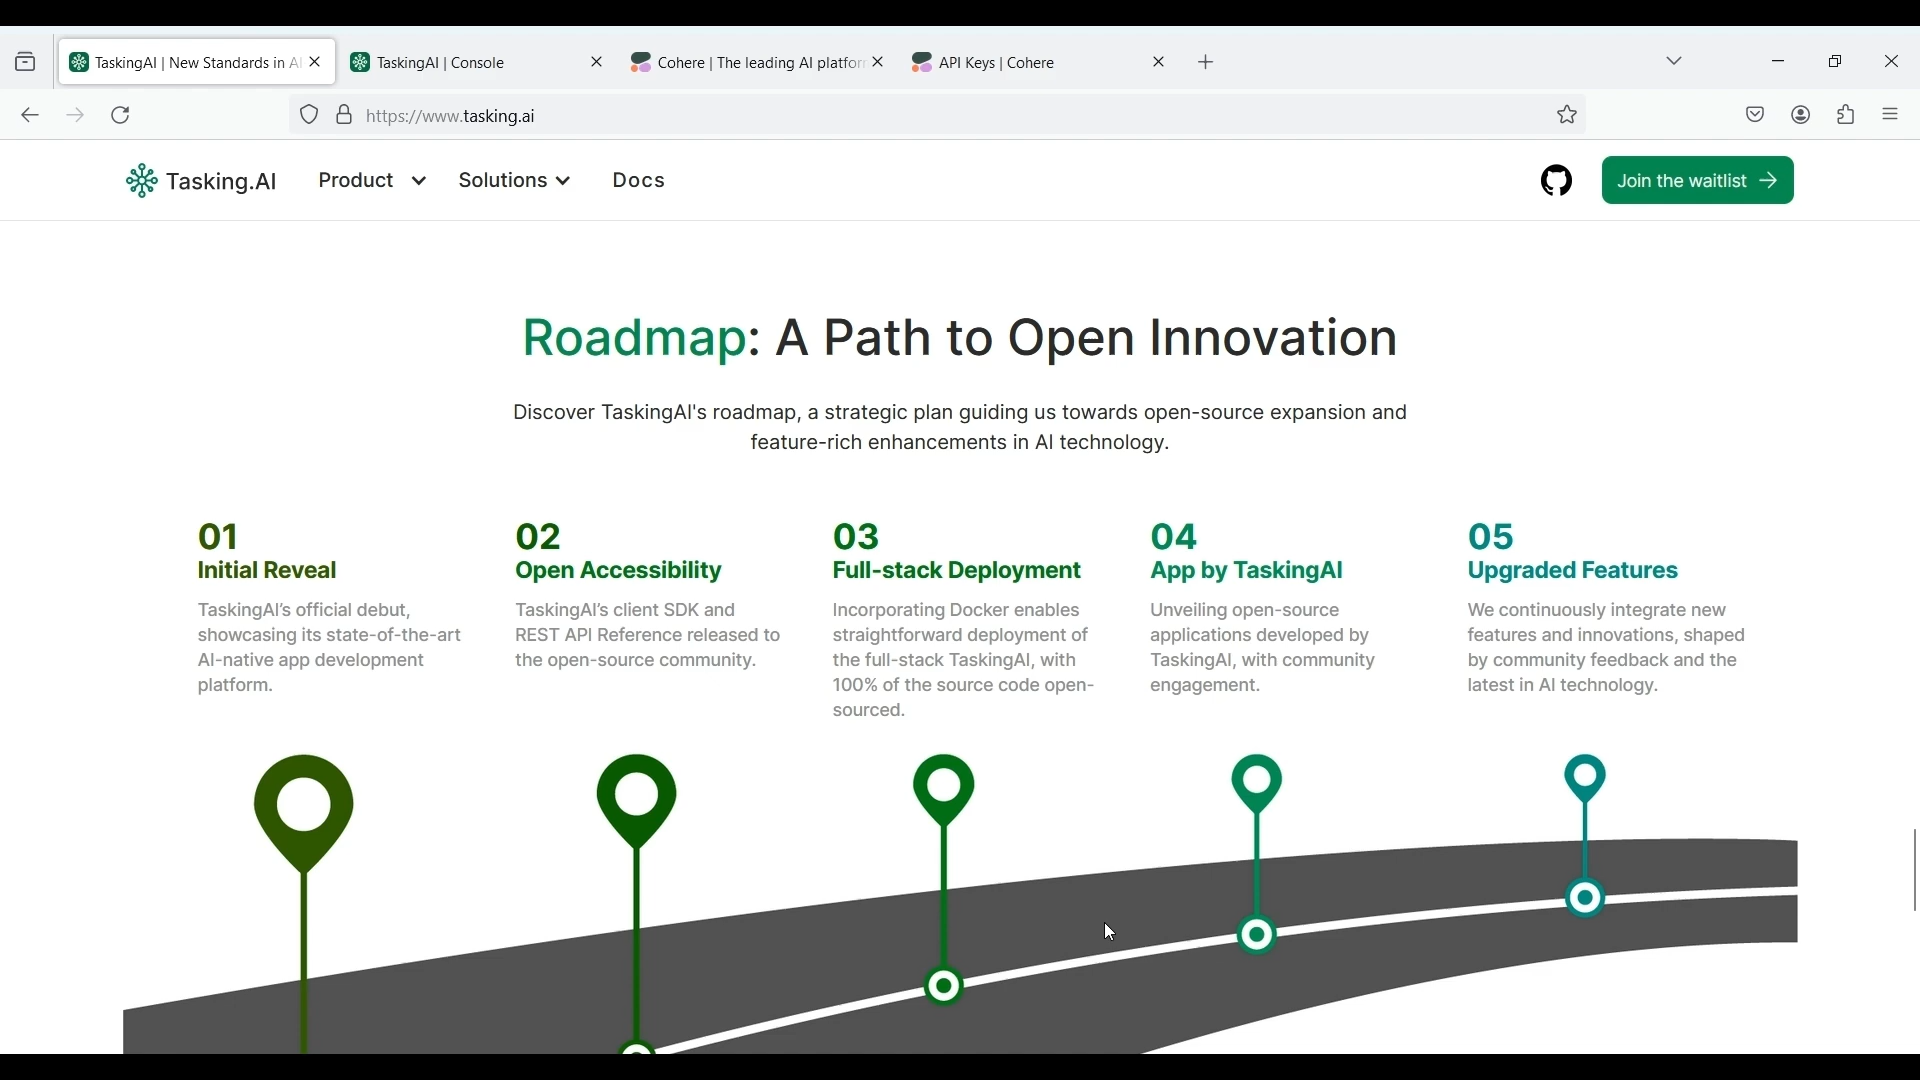 TaskingAI | New Standards in AI
TaskingAI | Console
Cohere | The leading AI platform
API Keys | Cohere
https://www.tasking.ai
Tasking.AI
Product
Solutions
Docs
Join the waitlist
Roadmap: A Path to Open Innovation
Discover TaskingAI's roadmap, a strategic plan guiding us towards open-source expansion and
feature-rich enhancements in AI technology.
01
Initial Reveal
TaskingAI's official debut,
showcasing its state-of-the-art
AI-native app development
platform.
02
Open Accessibility
TaskingAI's client SDK and
REST API Reference released to
the open-source community.
03
Full-stack Deployment
Incorporating Docker enables
straightforward deployment of
the full-stack TaskingAI, with
100% of the source code open-
sourced.
04
App by TaskingAI
Unveiling open-source
applications developed by
TaskingAI, with community
engagement.
05
Upgraded Features
We continuously integrate new
features and innovations, shaped
by community feedback and the
latest in AI technology.